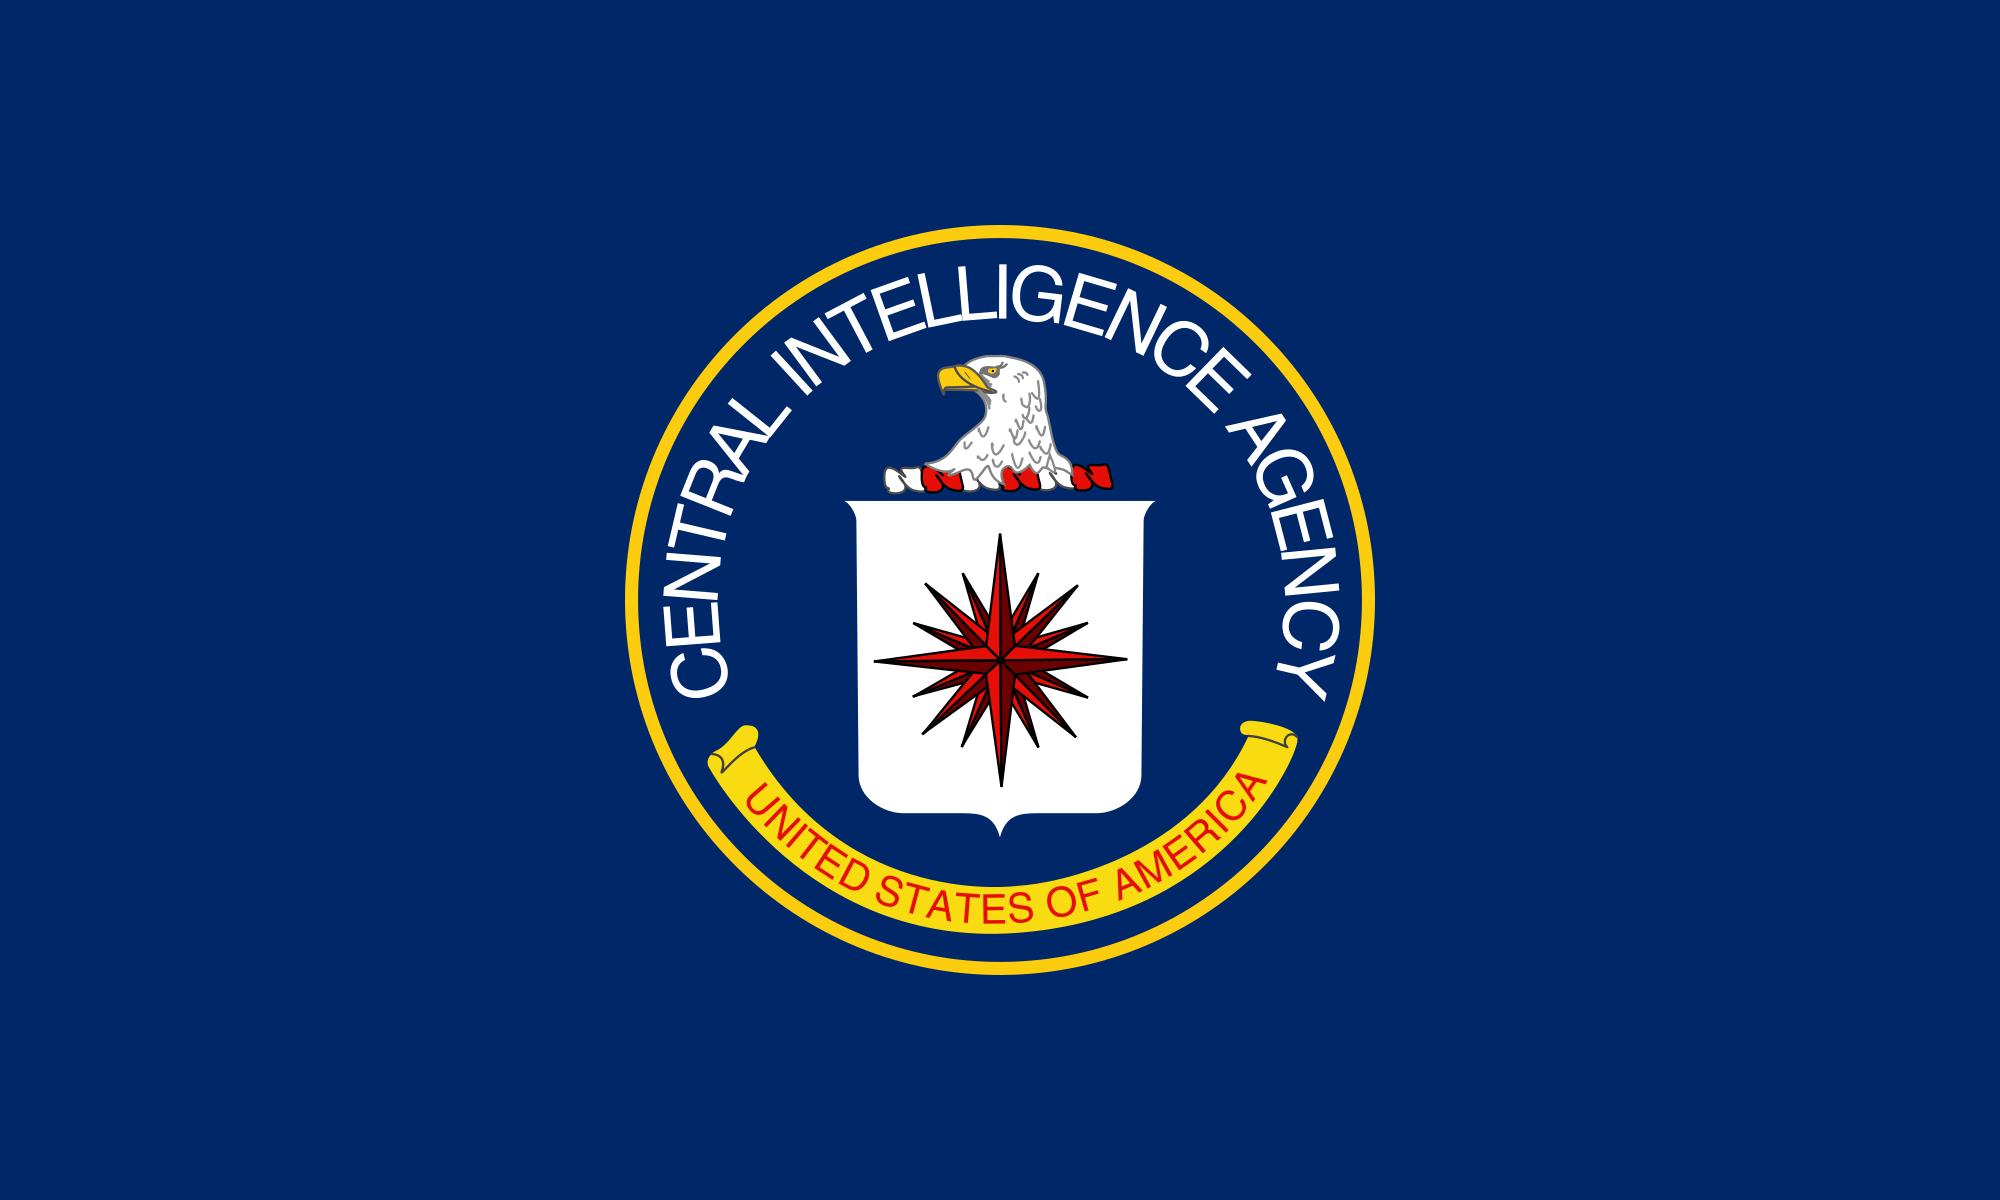 CENTRAL INTELLIGENCE AGENCY
UNITED STATES OF AMERICA